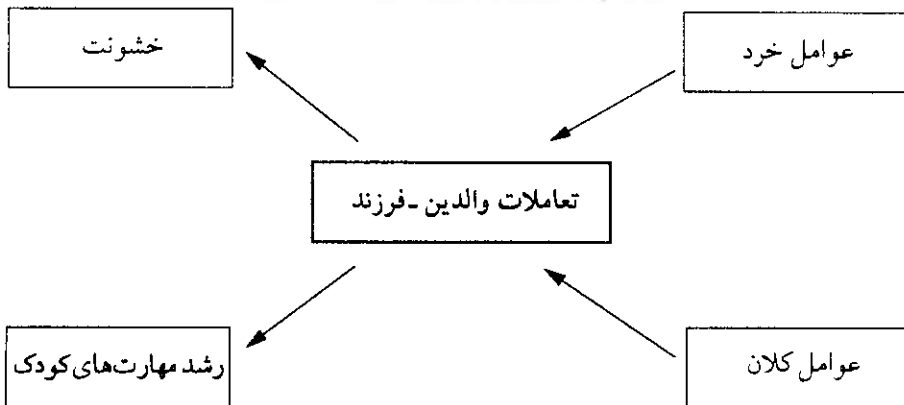 عوامل خرد
خشونت
تعاملات والدین ـ فرزند
عوامل کلان
رشد مهارت‌های کودک